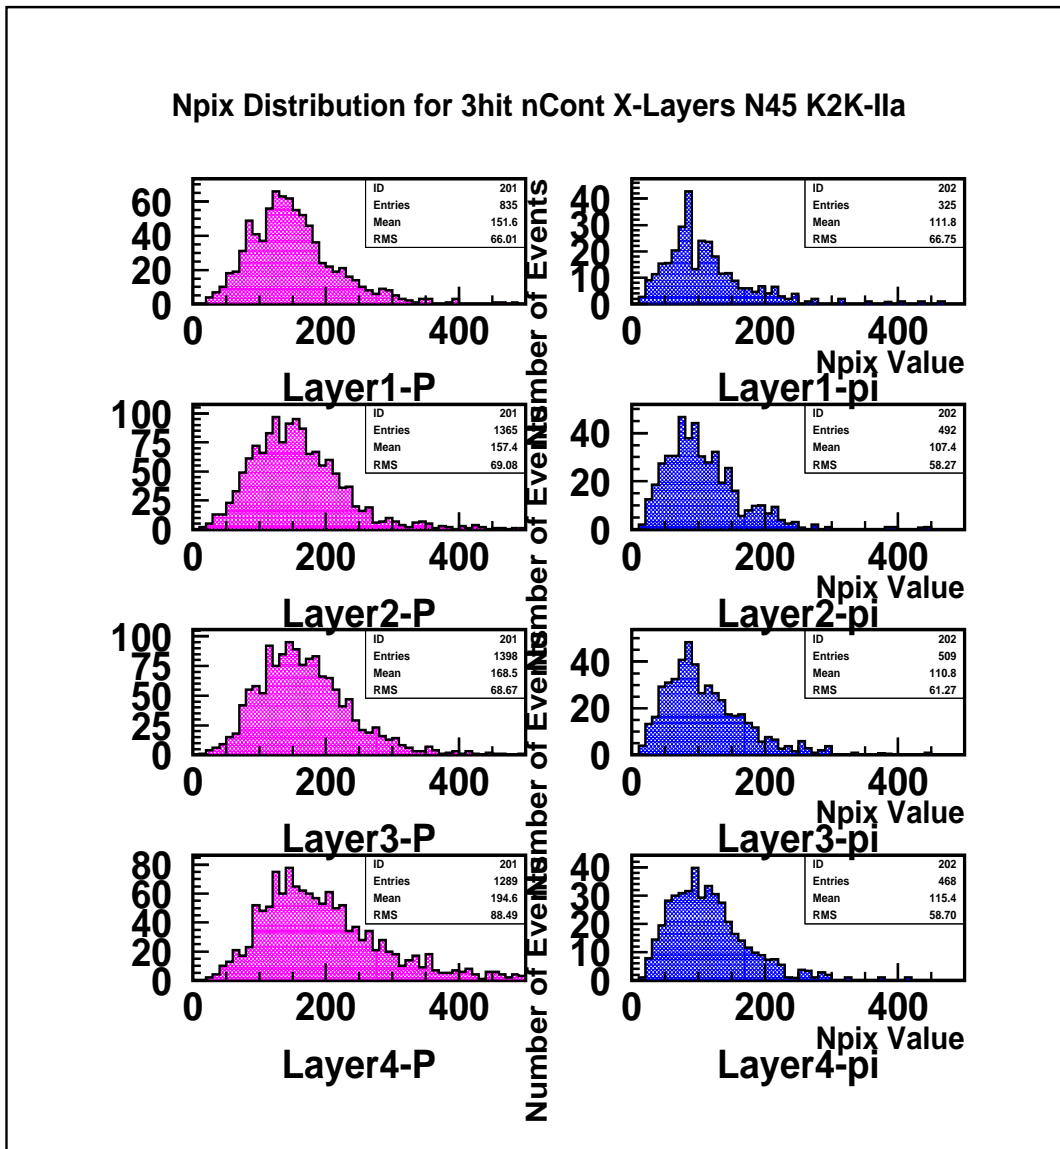 Npix Distribution for 3hit nCont X-Layers N45 K2K-IIa
0
20
40
60
0 200 400
ID 201
Entries 835
Mean 151.6
RMS 66.01
Layer1-P
Number of Events
0
10
20
30
40
0 200 400
ID 202
Entries 325
Mean 111.8
RMS 66.75
Npix Value
Layer1-pi
0
25
50
75
100
0 200 400
ID 201
Entries 1365
Mean 157.4
RMS 69.08
Layer2-P
Number of Events
0
20
40
0 200 400
ID 202
Entries 492
Mean 107.4
RMS 58.27
Npix Value
Layer2-pi
0
25
50
75
100
0 200 400
ID 201
Entries 1398
Mean 168.5
RMS 68.67
Layer3-P
Number of Events
0
20
40
0 200 400
ID 202
Entries 509
Mean 110.8
RMS 61.27
Npix Value
Layer3-pi
0
20
40
60
80
0 200 400
ID 201
Entries 1289
Mean 194.6
RMS 88.49
Layer4-P
Number of Events
0
10
20
30
40
0 200 400
ID 202
Entries 468
Mean 115.4
RMS 58.70
Npix Value
Layer4-pi